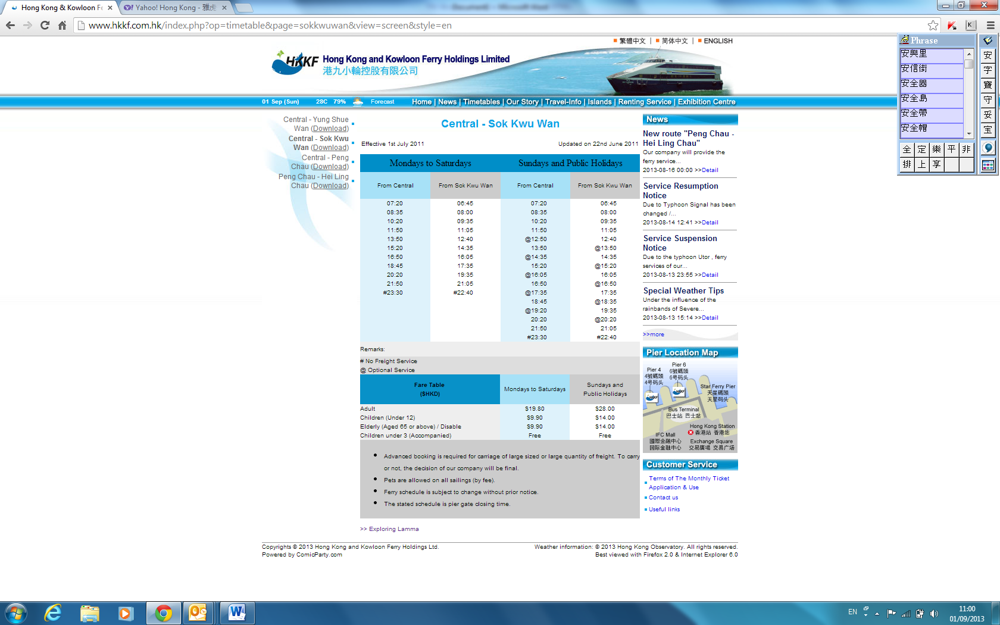 Hong Kong & Kowloon Fe
Yahoo! Hong Kong - 雅虎
www.hkkf.com.hk/index.php?op=timetable&page=sokkwuwan&view=screen&style=en
繁體中文 | 简体中文 | ENGLISH
HKKF Hong Kong and Kowloon Ferry Holdings Limited
港九小輪控股有限公司
01 Sep (Sun) 28C 79% Forecast Home | News | Timetables | Our Story | Travel-Info | Islands | Renting Service | Exhibition Centre
Central - Yung Shue
Wan (Download)
Central - Sok Kwu
Wan (Download)
Central - Peng
Chau (Download)
Peng Chau - Hei Ling
Chau (Download)
Central - Sok Kwu Wan
Effective 1st July 2011 Updated on 22nd June 2011
Mondays to Saturdays Sundays and Public Holidays
From Central From Sok Kwu Wan From Central From Sok Kwu Wan
07:20 06:45 07:20 06:45
08:35 08:00 08:35 08:00
10:20 09:35 10:20 09:35
11:50 11:05 11:50 11:05
13:50 12:40 @12:50 12:40
15:20 14:35 13:50 @13:50
16:50 16:05 @14:35 14:35
18:45 17:35 15:20 @15:20
20:20 19:35 @16:05 16:05
21:50 21:05 16:50 @16:50
#23:30 #22:40 @17:35 17:35
18:45 @18:35
@19:20 19:35
20:20 @20:20
21:50 21:05
#23:30 #22:40
Remarks:
# No Freight Service
@ Optional Service
Fare Table
($HKD)
Mondays to Saturdays
Sundays and
Public Holidays
Adult $19.80 $28.00
Children (Under 12) $9.90 $14.00
Elderly (Aged 65 or above) / Disable $9.90 $14.00
Children under 3 (Accompanied) Free Free
Advanced booking is required for carriage of large sized or large quantity of freight. To carry
or not, the decision of our company will be final.
Pets are allowed on all sailings (by fee).
Ferry schedule is subject to change without prior notice.
The stated schedule is pier gate closing time.
>> Exploring Lamma
News
New route "Peng Chau -
Hei Ling Chau"
Our company will provide the
ferry service...
2013-08-16 00:00 >>Detail
Service Resumption
Notice
Due to Typhoon Signal has been
changed /...
2013-08-14 12:41 >>Detail
Service Suspension
Notice
Due to the typhoon Utor , ferry
services of our...
2013-08-13 23:55 >>Detail
Special Weather Tips
Under the influence of the
rainbands of Severe...
2013-08-13 15:14 >>Detail
>>more
Pier Location Map
Pier 6
6號碼頭
6号码头
Pier 4
4號碼頭
4号码头
HKKF
HKKF
Star Ferry Pier
天星碼頭
天星码头
Bus Terminal
巴士站 巴士站
Hong Kong Station
香港站 香港站
IFC Mall
國際金融中心
国际金融中心
Exchange Square
交易廣場 交易广场
Customer Service
Terms of The Monthly Ticket
Application & Use
Contact us
Useful links
Copyrights © 2013 Hong Kong and Kowloon Ferry Holdings Ltd.
Powered by ComicParty.com
Weather information: © 2013 Hong Kong Observatory. All rights reserved.
Best viewed with Firefox 2.0 & Internet Explorer 6.0
Phrase
安興里
安信街
安全器
安全島
安全帶
安全帽
全 定 樂 平 非
排 上 享
安
字
寶
守
妥
宝
EN
11:00
01/09/2013